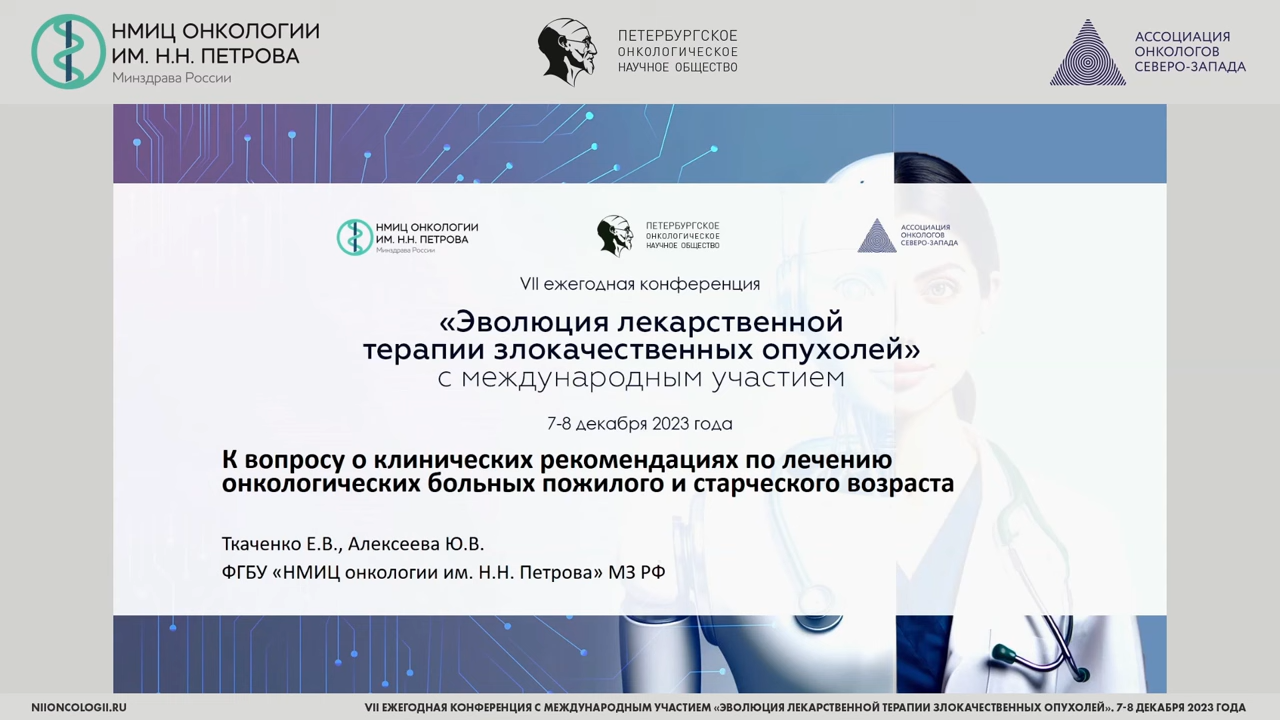 НМИЦ ОНКОЛОГИИ
ИМ. Н.Н. ПЕТРОВА
Минздрава России
ПЕТЕРБУРГСКОЕ
ОНКОЛОГИЧЕСКОЕ
НАУЧНОЕ ОБЩЕСТВО
АССОЦИАЦИЯ
ОНКОЛОГОВ
СЕВЕРО-ЗАПАДА
НМИЦ ОНКОЛОГИИ
ИМ. Н.Н. ПЕТРОВА
Минздрава России
ПЕТЕРБУРГСКОЕ
ОНКОЛОГИЧЕСКОЕ
НАУЧНОЕ ОБЩЕСТВО
АССОЦИАЦИЯ
ОНКОЛОГОВ
СЕВЕРО-ЗАПАДА
VII ежегодная конференция
«Эволюция лекарственной
терапии злокачественных опухолей»
с международным участием
7-8 декабря 2023 года
К вопросу о клинических рекомендациях по лечению
онкологических больных пожилого и старческого возраста
Ткаченко Е.В., Алексеева Ю.В.
ФГБУ «НМИЦ онкологии им. Н.Н. Петрова» МЗ РФ
NIIONCOLOGII.RU
VII ЕЖЕГОДНАЯ КОНФЕРЕНЦИЯ С МЕЖДУНАРОДНЫМ УЧАСТИЕМ «ЭВОЛЮЦИЯ ЛЕКАРСТВЕННОЙ ТЕРАПИИ ЗЛОКАЧЕСТВЕННЫХ ОПУХОЛЕЙ». 7-8 ДЕКАБРЯ 2023 ГОДА